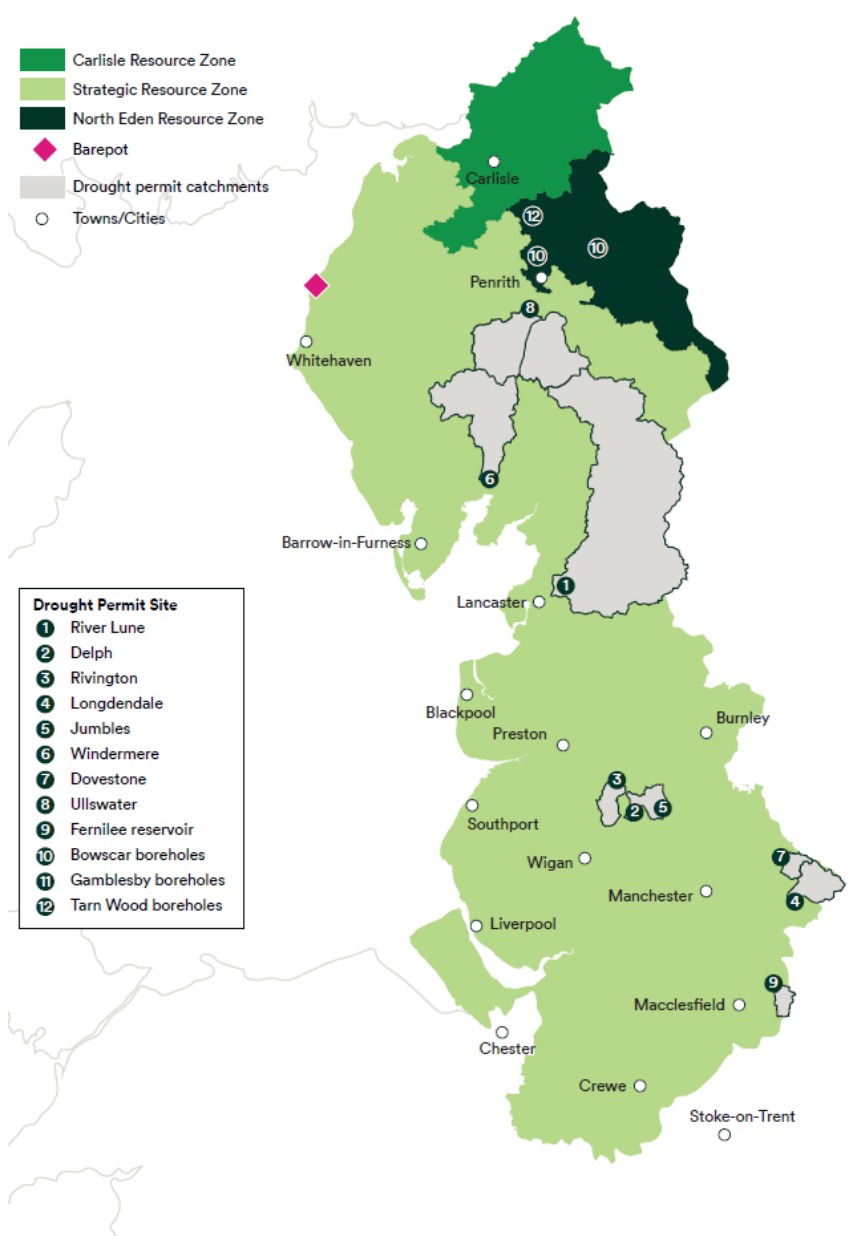 Carlisle Resource Zone
Strategic Resource Zone
North Eden Resource Zone
Barepot
Drought permit catchments
Towns/Cities
Carlisle
12
10
10
Penrith
8
Whitehaven
6
Barrow-in-Furness
1
Lancaster
Blackpool
Burnley
Preston
3
2
5
Southport
Wigan
7
Manchester
4
Liverpool
9
Macclesfield
Chester
Crewe
Stoke-on-Trent
Drought Permit Site
1 River Lune
2 Delph
3 Rivington
4 Longdendale
5 Jumbles
6 Windermere
7 Dovestone
8 Ullswater
9 Fernilee reservoir
10 Bowscar boreholes
11 Gamblesby boreholes
12 Tarn Wood boreholes